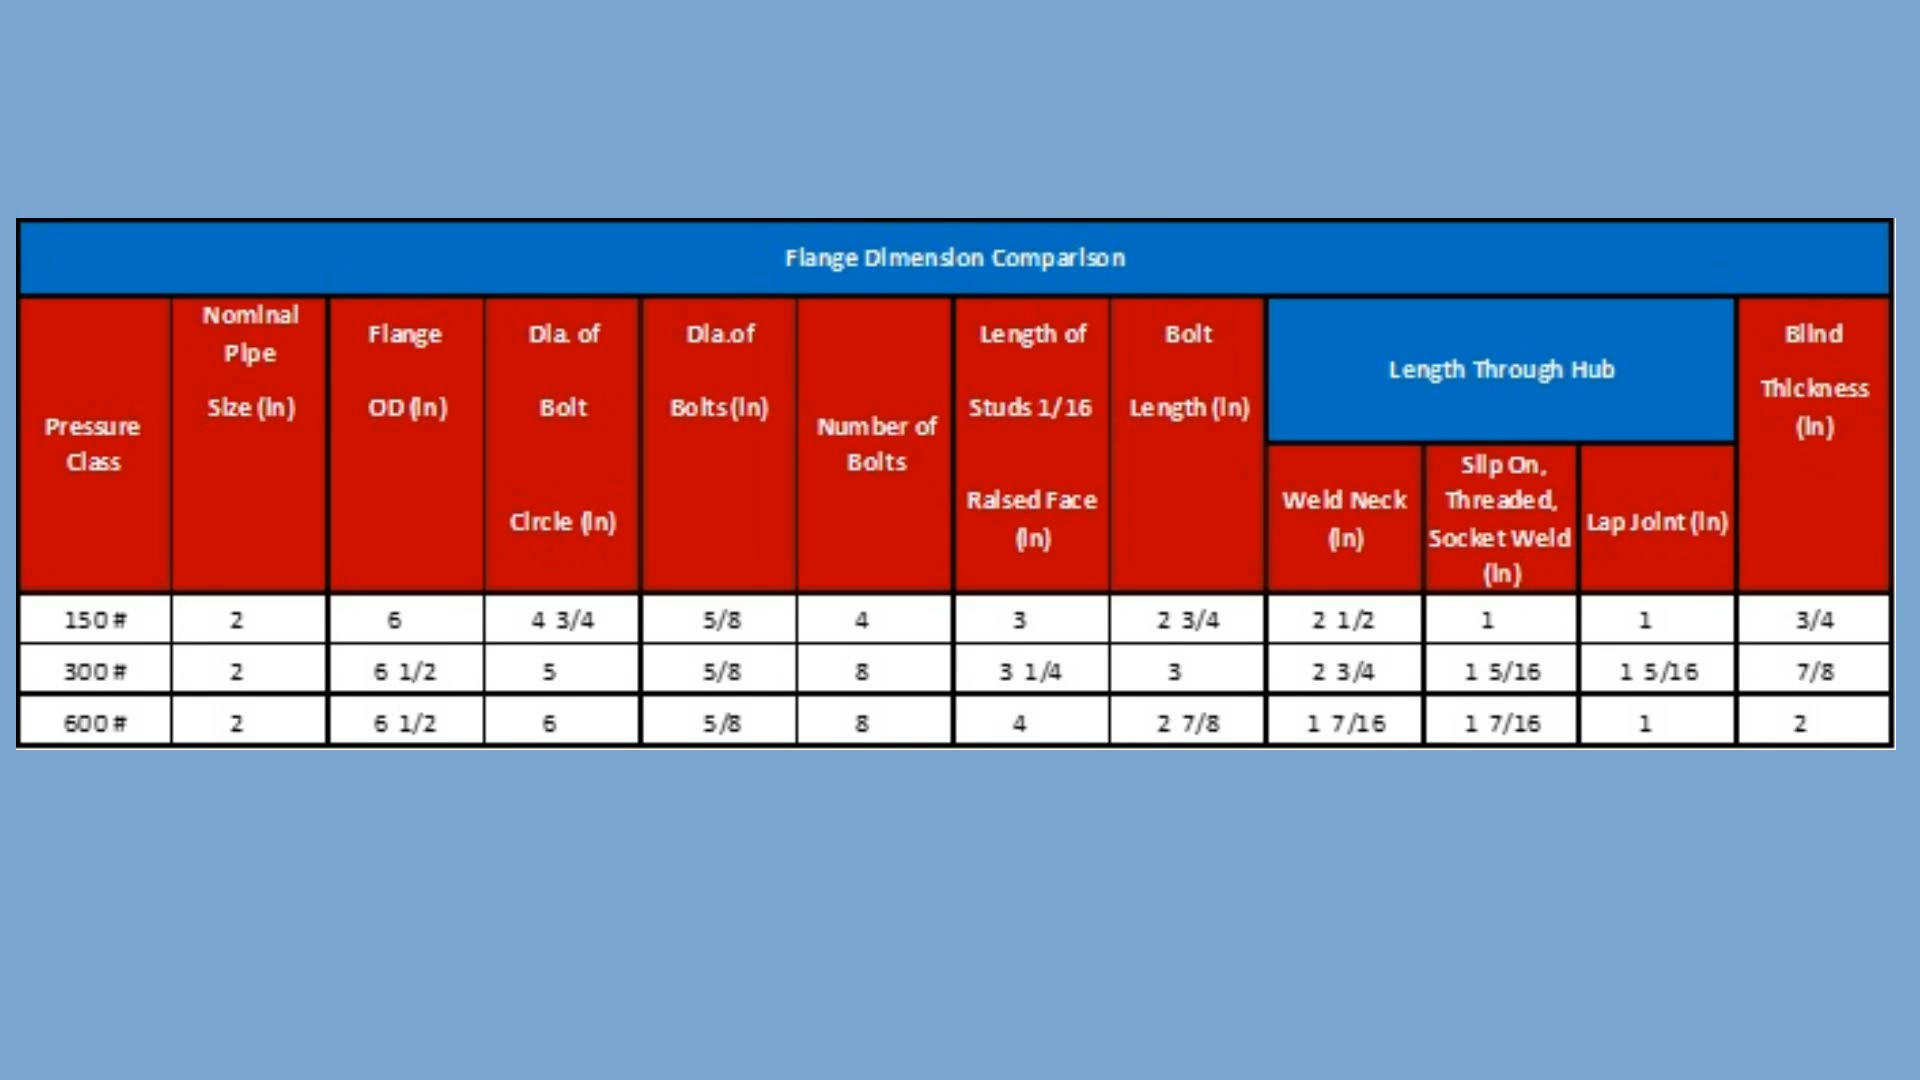 Flange Dimension Comparison
Pressure Class
Nominal Pipe Size (In)
Flange OD (In)
Dia. of Bolt Circle (In)
Dia.of Bolts (In)
Number of Bolts
Length of Studs 1/16 Raised Face (In)
Bolt Length (In)
Length Through Hub
Weld Neck (In)
Slip On, Threaded, Socket Weld (In)
Lap Joint (In)
Blind Thickness (In)
150# 2 6 4 3/4 5/8 4 3 2 3/4 2 1/2 1 1 3/4
300# 2 6 1/2 5 5/8 8 3 1/4 3 2 3/4 1 5/16 1 5/16 7/8
600# 2 6 1/2 6 5/8 8 4 2 7/8 1 7/16 1 7/16 1 2